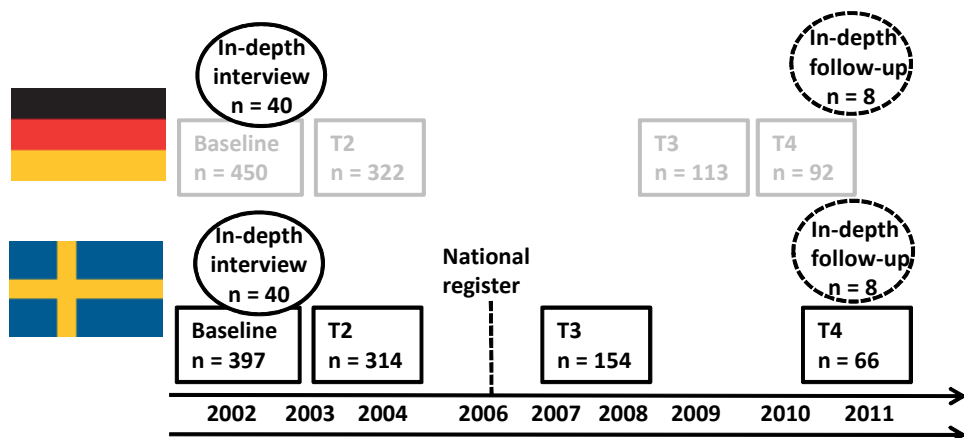 In-depth
interview
n = 40
In-depth
follow-up
n = 8
Baseline
n = 450
T2
n = 322
T3
n = 113
T4
n = 92
In-depth
interview
n = 40
National
register
In-depth
follow-up
n = 8
Baseline
n = 397
T2
n = 314
T3
n = 154
T4
n = 66
2002 2003 2004 2006 2007 2008 2009 2010 2011